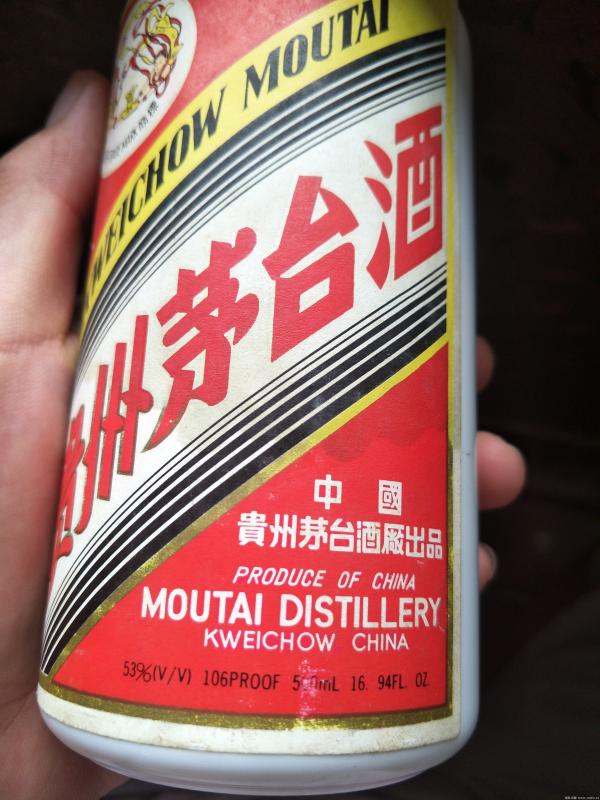 KWEICHOW MOUTAI
貴州茅台酒
中國
貴州茅台酒廠出品
PRODUCE OF CHINA
MOUTAI DISTILLERY
KWEICHOW CHINA
53%(V/V) 106PROOF 16. 94FL. OZ.